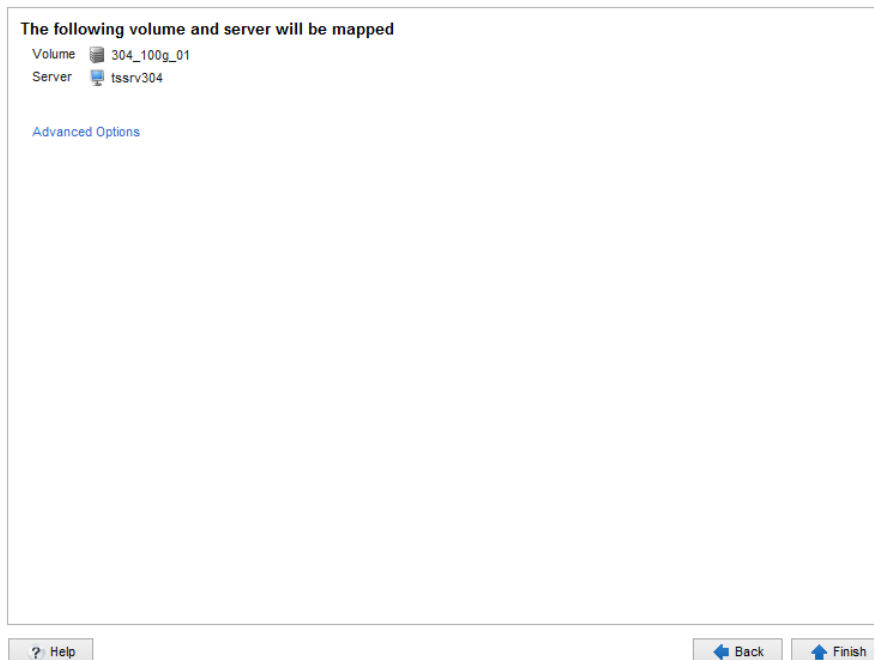 The following volume and server will be mapped
Volume 304_100g_01
Server tssrv304
Advanced Options
? Help Back Finish